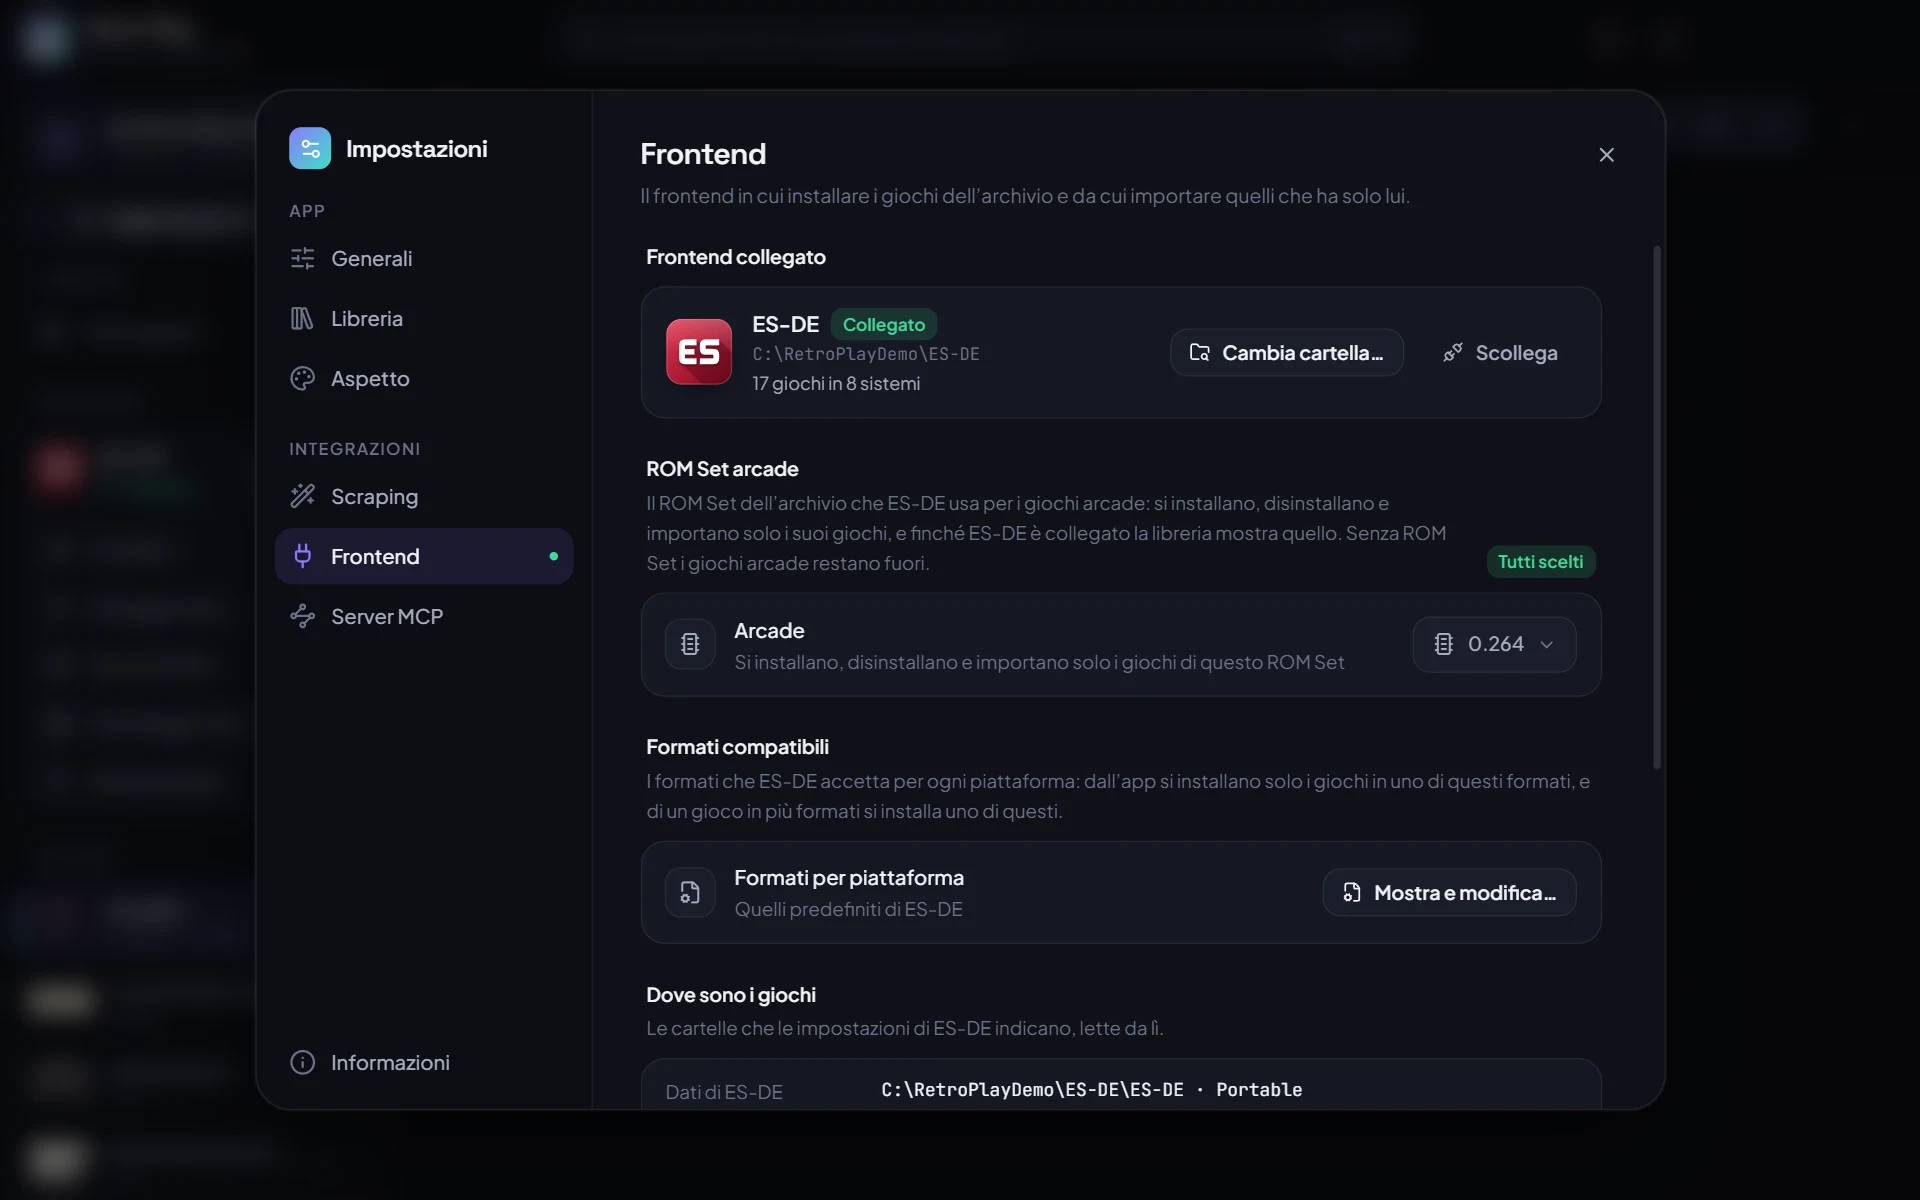 Impostazioni
APP
Generali
Libreria
Aspetto
INTEGRAZIONI
Scraping
Frontend
Server MCP
Informazioni
Frontend
Il frontend in cui installare i giochi dell’archivio e da cui importare quelli che ha solo lui.
Frontend collegato
ES
ES-DE Collegato
C:\RetroPlayDemo\ES-DE
17 giochi in 8 sistemi
Cambia cartella…
Scollega
ROM Set arcade
Il ROM Set dell’archivio che ES-DE usa per i giochi arcade: si installano, disinstallano e
importano solo i suoi giochi, e finché ES-DE è collegato la libreria mostra quello. Senza ROM
Set i giochi arcade restano fuori.
Tutti scelti
Arcade
Si installano, disinstallano e importano solo i giochi di questo ROM Set
0.264
Formati compatibili
I formati che ES-DE accetta per ogni piattaforma: dall’app si installano solo i giochi in uno di questi formati, e
di un gioco in più formati si installa uno di questi.
Formati per piattaforma
Quelli predefiniti di ES-DE
Mostra e modifica…
Dove sono i giochi
Le cartelle che le impostazioni di ES-DE indicano, lette da lì.
Dati di ES-DE
C:\RetroPlayDemo\ES-DE\ES-DE · Portable